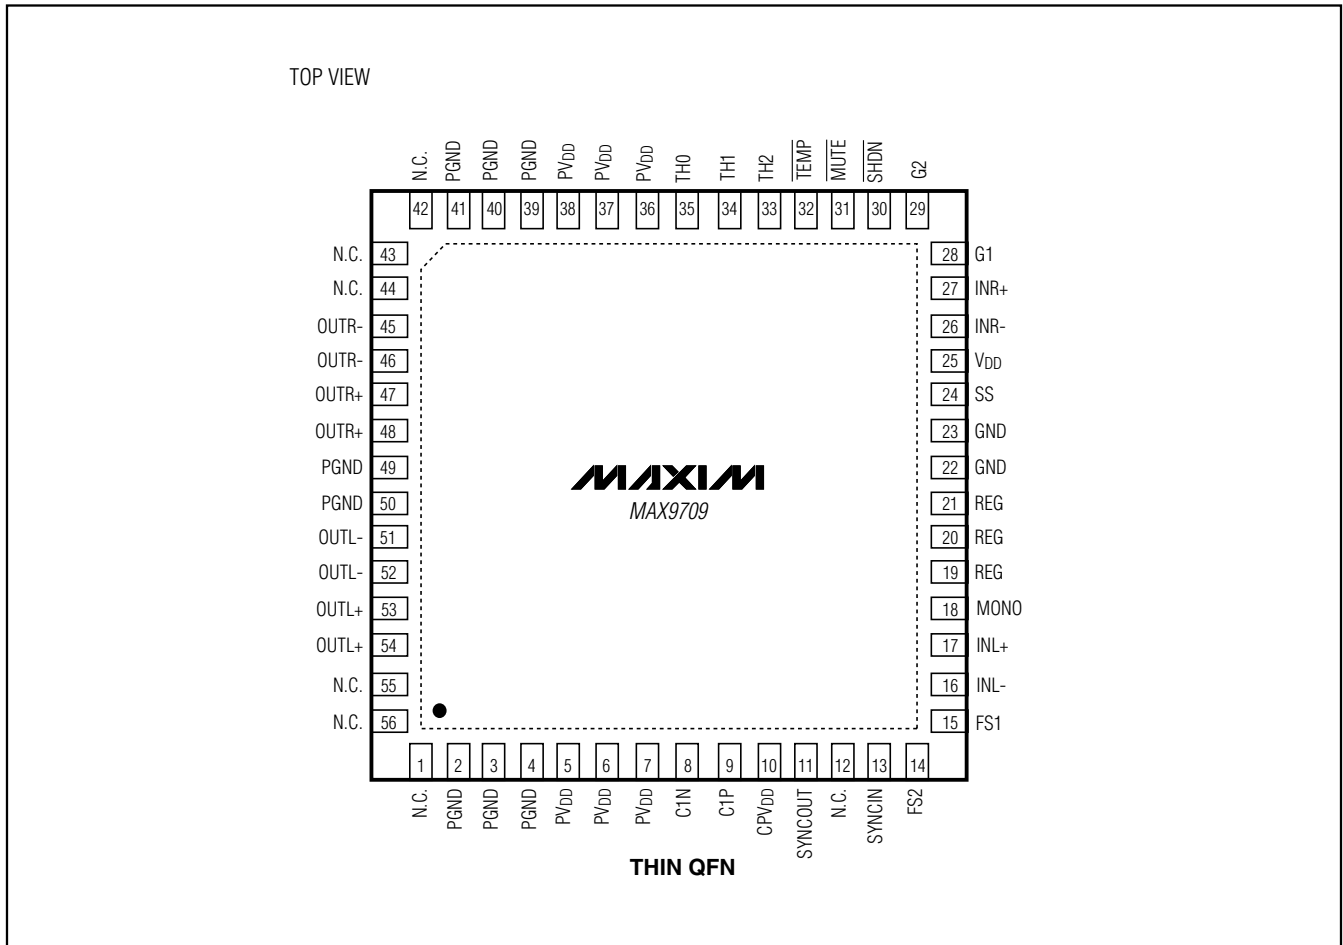 TOP VIEW
N.C. PGND PGND PGND PVDD PVDD PVDD TH0 TH1 TH2 TEMP MUTE SHDN G2
42 41 40 39 38 37 36 35 34 33 32 31 30 29
N.C. 43 28 G1
N.C. 44 27 INR+
OUTR- 45 26 INR-
OUTR- 46 25 VDD
OUTR+ 47 24 SS
OUTR+ 48 23 GND
PGND 49 22 GND
MAXIM
PGND 50 21 REG
MAX9709
OUTL- 51 20 REG
OUTL- 52 19 REG
OUTL+ 53 18 MONO
OUTL+ 54 17 INL+
N.C. 55 16 INL-
N.C. 56 15 FS1
1 2 3 4 5 6 7 8 9 10 11 12 13 14
N.C. PGND PGND PGND PVDD PVDD PVDD C1N C1P CPVDD SYNCOUT N.C. SYNCIN FS2
THIN QFN